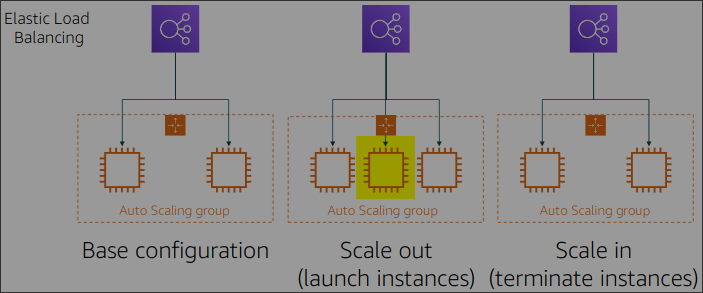 Elastic Load
Balancing
Auto Scaling group
Auto Scaling group
Auto Scaling group
Base configuration
Scale out
(launch instances)
Scale in
(terminate instances)